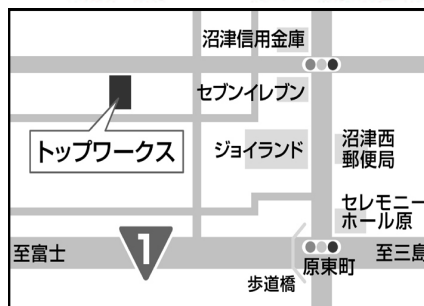 沼津信用金庫
セブンイレブン
トップワークス
ジョイランド
沼津西
郵便局
セレモニー
ホール原
至富士
1
原東町
至三島
歩道橋